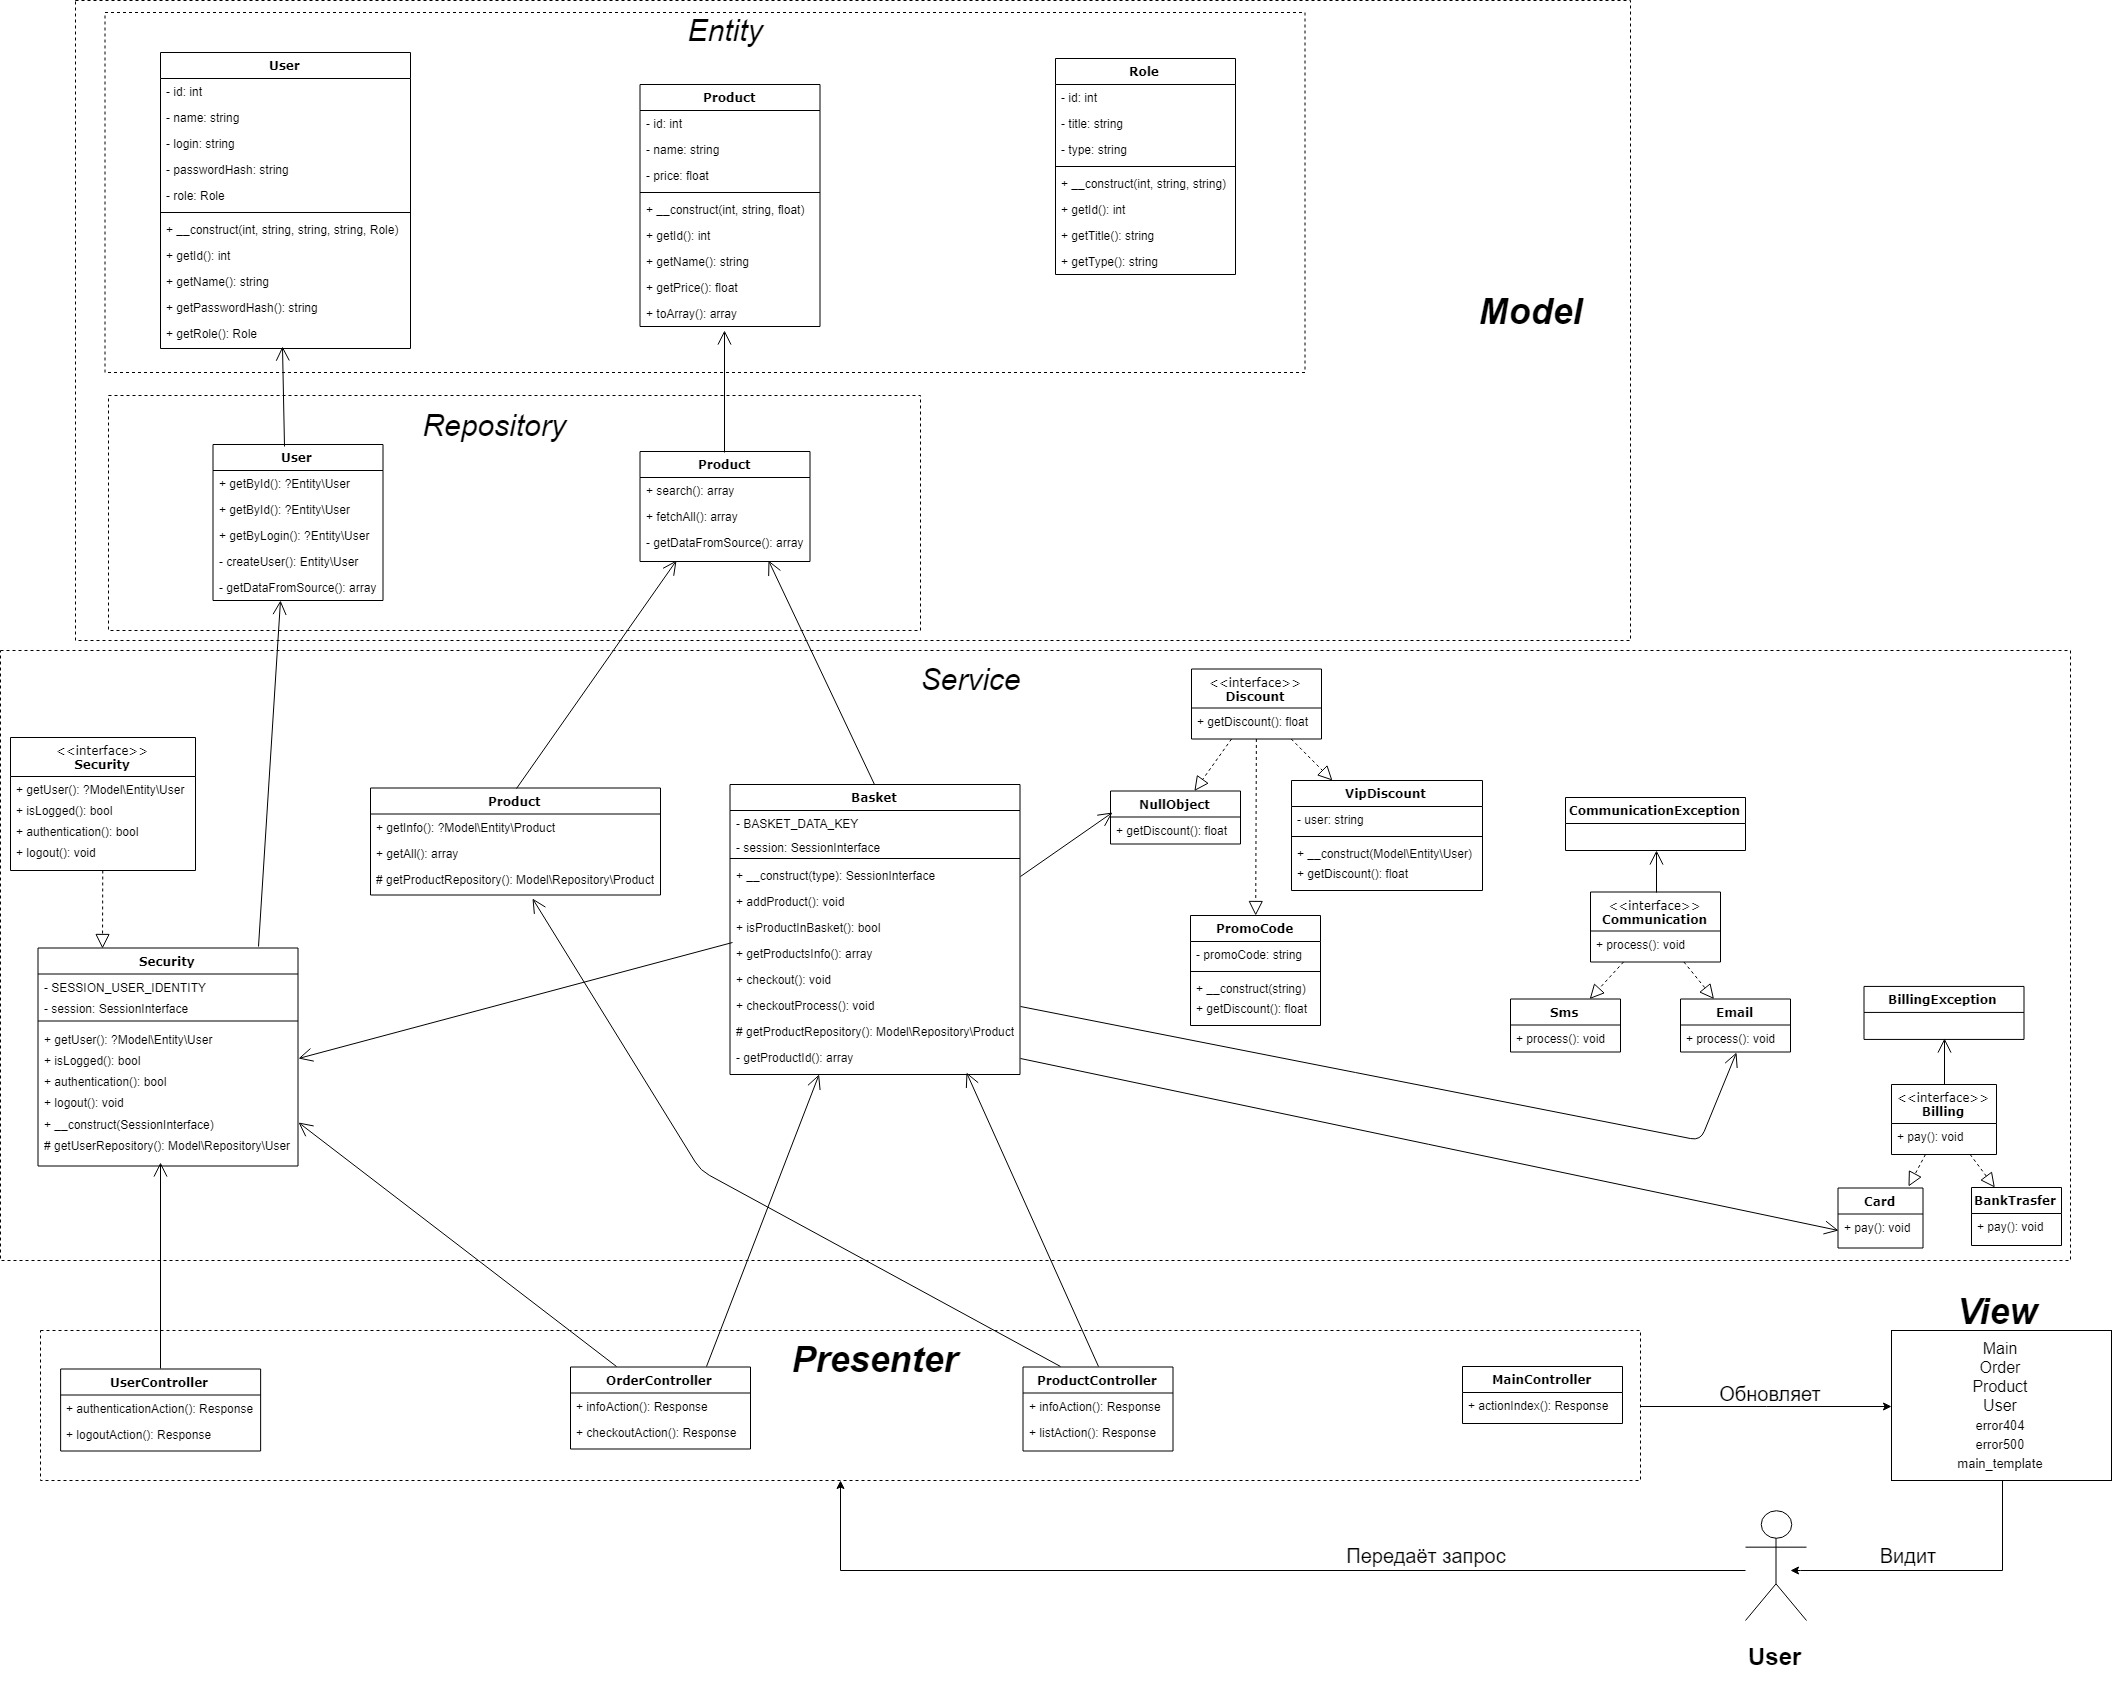 Entity
User
- id: int
- name: string
- login: string
- passwordHash: string
- role: Role
+ __construct(int, string, string, string, Role)
+ getId(): int
+ getName(): string
+ getPasswordHash(): string
+ getRole(): Role
Product
- id: int
- name: string
- price: float
+ __construct(int, string, float)
+ getId(): int
+ getName(): string
+ getPrice(): float
+ toArray(): array
Role
- id: int
- title: string
- type: string
+ __construct(int, string, string)
+ getId(): int
+ getTitle(): string
+ getType(): string
Model
Repository
User
+ getById(): ?Entity\User
+ getById(): ?Entity\User
+ getByLogin(): ?Entity\User
- createUser(): Entity\User
- getDataFromSource(): array
Product
+ search(): array
+ fetchAll(): array
- getDataFromSource(): array
Service
<<interface>>
Security
+ getUser(): ?Model\Entity\User
+ isLogged(): bool
+ authentication(): bool
+ logout(): void
Security
- SESSION_USER_IDENTITY
- session: SessionInterface
+ getUser(): ?Model\Entity\User
+ isLogged(): bool
+ authentication(): bool
+ logout(): void
+ __construct(SessionInterface)
# getUserRepository(): Model\Repository\User
Product
+ getInfo(): ?Model\Entity\Product
+ getAll(): array
# getProductRepository(): Model\Repository\Product
Basket
- BASKET_DATA_KEY
- session: SessionInterface
+ __construct(type): SessionInterface
+ addProduct(): void
+ isProductInBasket(): bool
+ getProductsInfo(): array
+ checkout(): void
+ checkoutProcess(): void
# getProductRepository(): Model\Repository\Product
- getProductId(): array
<<interface>>
Discount
+ getDiscount(): float
NullObject
+ getDiscount(): float
VipDiscount
- user: string
+ __construct(Model\Entity\User)
+ getDiscount(): float
PromoCode
- promoCode: string
+ __construct(string)
+ getDiscount(): float
CommunicationException
<<interface>>
Communication
+ process(): void
Sms
+ process(): void
Email
+ process(): void
BillingException
<<interface>>
Billing
+ pay(): void
Card
+ pay(): void
BankTrasfer
+ pay(): void
Presenter
UserController
+ authenticationAction(): Response
+ logoutAction(): Response
OrderController
+ infoAction(): Response
+ checkoutAction(): Response
ProductController
+ infoAction(): Response
+ listAction(): Response
MainController
+ actionIndex(): Response
Обновляет
View
Main
Order
Product
User
error404
error500
main_template
Передаёт запрос
Видит
User